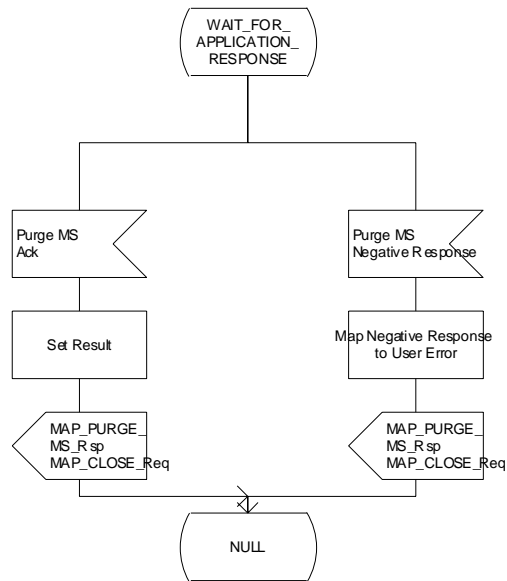 WAIT_FOR_
APPLICATION_
RESPONSE
Purge MS
Ack
Purge MS
Negative Response
Set Result
Map Negative Response
to User Error
MAP_PURGE_
MS_Rsp
MAP_CLOSE_Req
MAP_PURGE_
MS_Rsp
MAP_CLOSE_Req
NULL